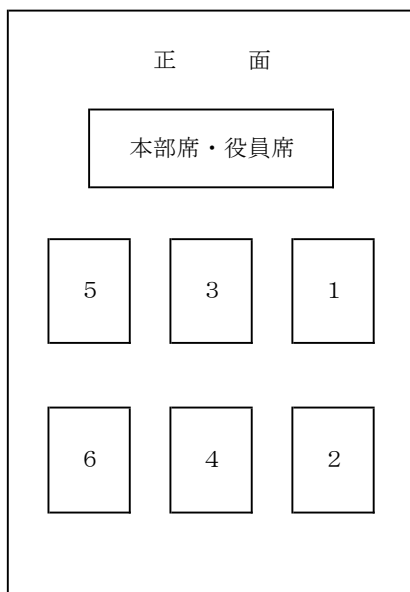 正　　面
本部席・役員席
５ ３ １
６ ４ ２